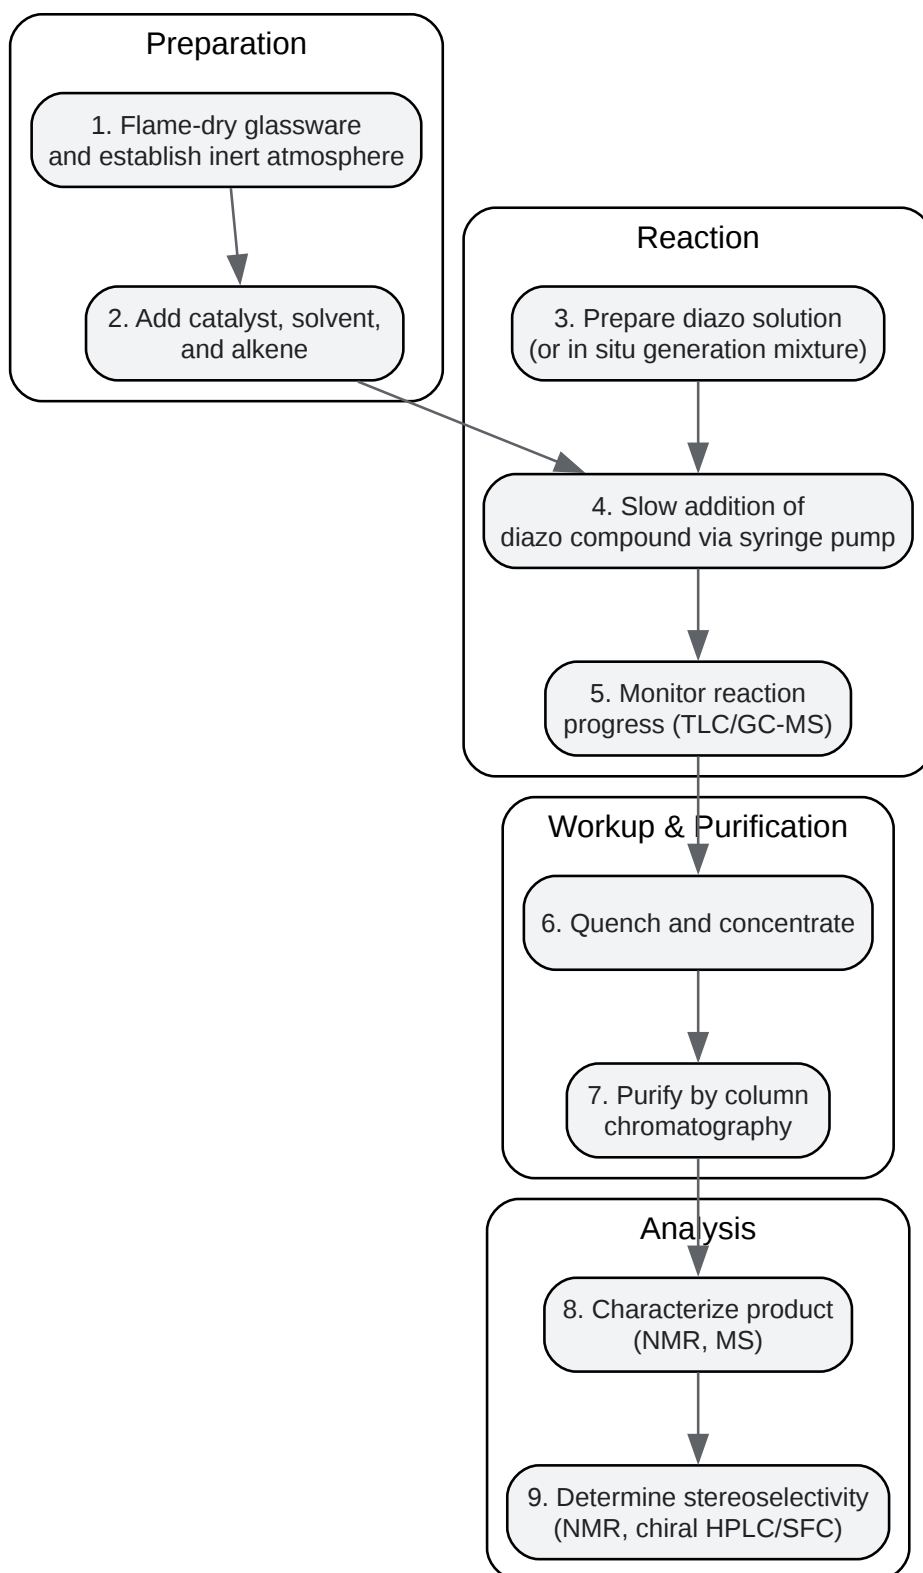 Preparation
1. Flame-dry glassware
and establish inert atmosphere
2. Add catalyst, solvent,
and alkene
Reaction
3. Prepare diazo solution
(or in situ generation mixture)
4. Slow addition of
diazo compound via syringe pump
5. Monitor reaction
progress (TLC/GC-MS)
Workup & Purification
6. Quench and concentrate
7. Purify by column
chromatography
Analysis
8. Characterize product
(NMR, MS)
9. Determine stereoselectivity
(NMR, chiral HPLC/SFC)